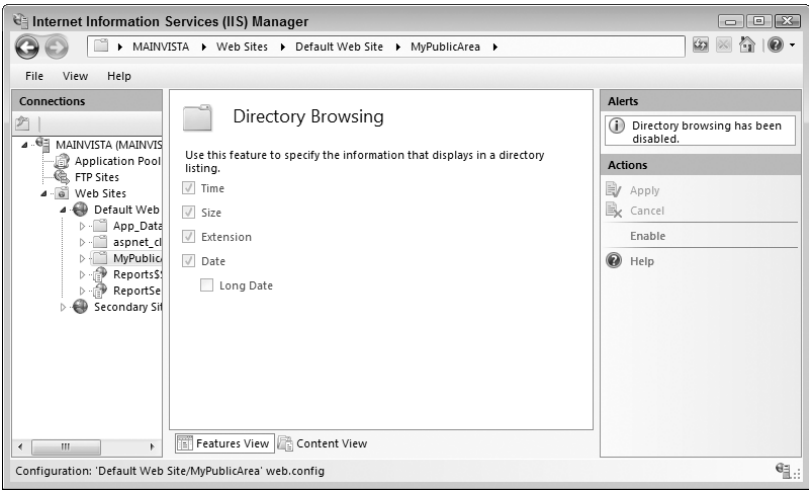 Internet Information Services (IIS) Manager
MAINVISTA Web Sites Default Web Site MyPublicArea
File View Help
Connections
MAINVISTA (MAINVIS
Application Pool
FTP Sites
Web Sites
Default Web
App_Data
aspnet_cl
MyPublic
Reports$
ReportSe
Secondary Sit
Directory Browsing
Use this feature to specify the information that displays in a directory
listing.
Time
Size
Extension
Date
Long Date
Features View Content View
Alerts
Directory browsing has been
disabled.
Actions
Apply
Cancel
Enable
Help
Configuration: 'Default Web Site/MyPublicArea' web.config